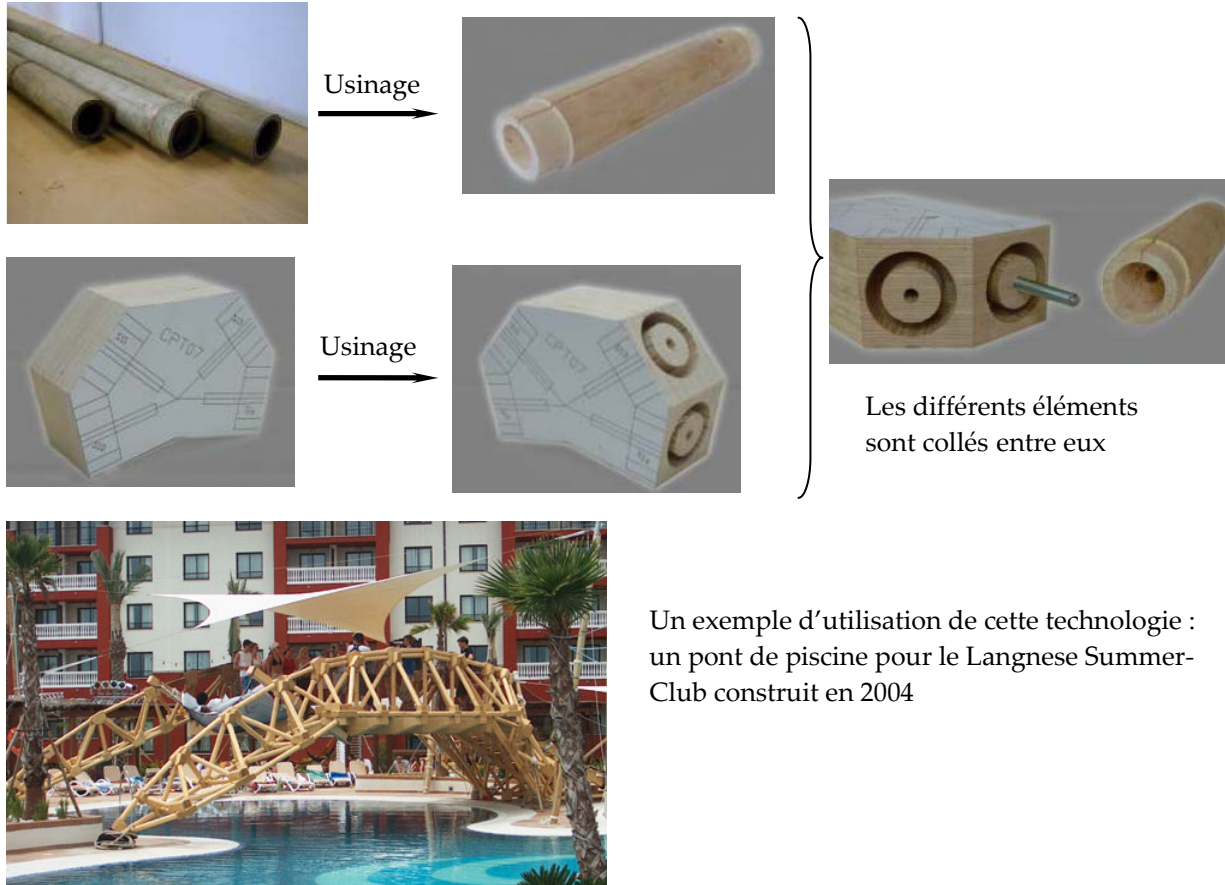 Usinage
Usinage
CPT07
CPT07
Les différents éléments
sont collés entre eux
Un exemple d’utilisation de cette technologie :
un pont de piscine pour le Langnese Summer-
Club construit en 2004